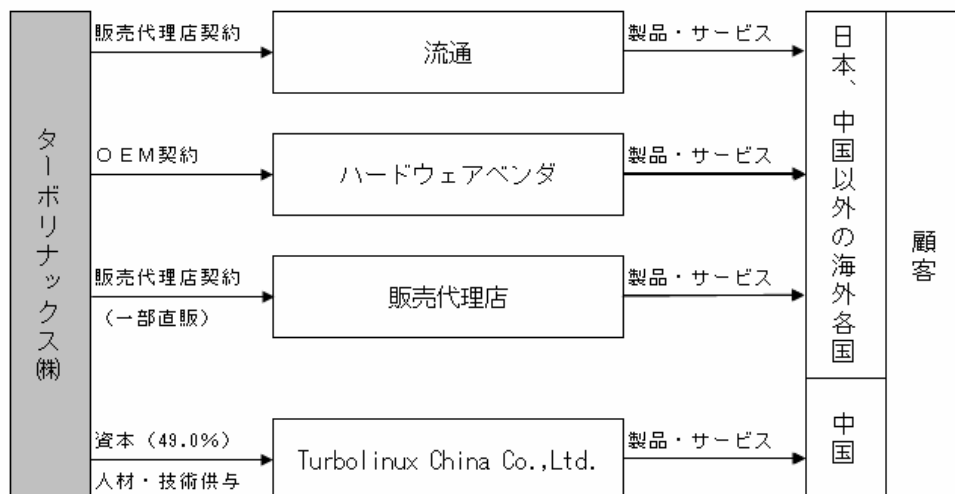 ターボリナックス㈱
販売代理店契約
流通
製品・サービス
ＯＥＭ契約
ハードウェアベンダ
製品・サービス
販売代理店契約
（一部直販）
販売代理店
製品・サービス
資本（49.0%）
人材・技術供与
Turbolinux China Co.,Ltd.
製品・サービス
日本、中国以外の海外各国
中国
顧客